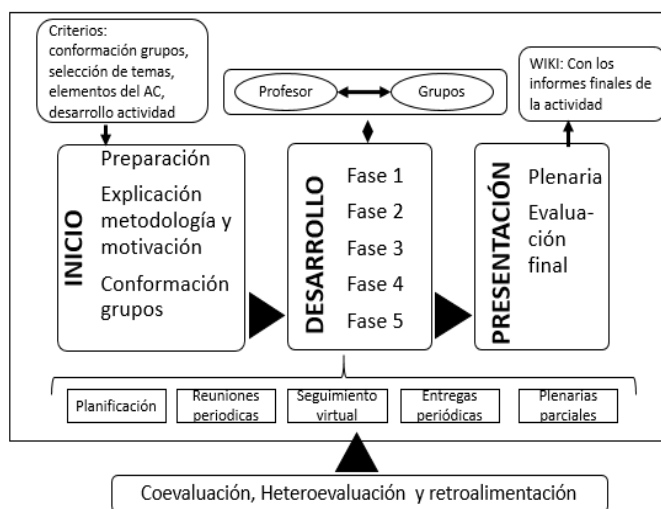 Criterios:
conformación grupos,
selección de temas,
elementos del AC,
desarrollo actividad
Profesor
Grupos
WIKI: Con los
informes finales de
la actividad
INICIO
Preparación
Explicación
metodología y
motivación
Conformación
grupos
DESARROLLO
Fase 1
Fase 2
Fase 3
Fase 4
Fase 5
PRESENTACIÓN
Plenaria
Evalua-
ción
final
Planificación
Reuniones
periodicas
Seguimiento
virtual
Entregas
periódicas
Plenarias
parciales
Coevaluación, Heteroevaluación y retroalimentación